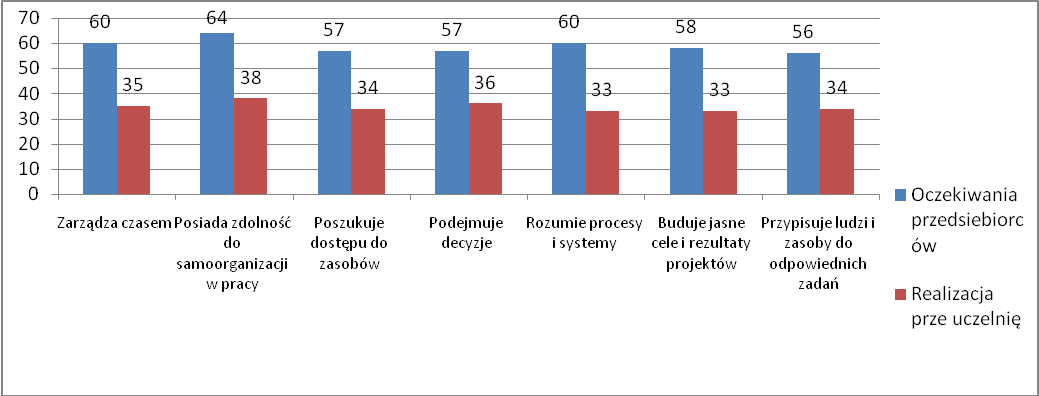 70
60
50
40
30
20
10
0
60
35
64
38
57
34
57
36
60
33
58
33
56
34
Zarządza czasem
Posiada zdolność
do
samoorganizacji
w pracy
Poszukuje
dostępu do
zasobów
Podejmuje
decyzje
Rozumie procesy
i systemy
Buduje jasne
cele i rezultaty
projektów
Przypisuje ludzi i
zasoby do
odpowiednich
zadań
Oczekiwania
przedsiebiorc
ów
Realizacja
prze uczelnię